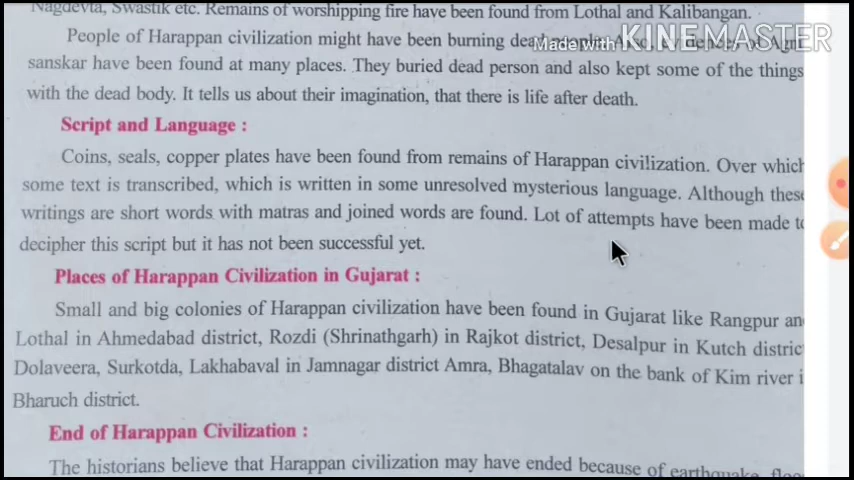 Nagdevta, Swastik etc. Remains of worshipping fire have been found from Lothal and Kalibangan.
People of Harappan civilization might have been burning dead
Made with KINEMASTER
sanskar have been found at many places. They buried dead person and also kept some of the things
with the dead body. It tells us about their imagination, that there is life after death.
Script and Language :
Coins, seals, copper plates have been found from remains of Harappan civilization. Over which
some text is transcribed, which is written in some unresolved mysterious language. Although these
writings are short words with matras and joined words are found. Lot of attempts have been made to
decipher this script but it has not been successful yet.
Places of Harappan Civilization in Gujarat :
Small and big colonies of Harappan civilization have been found in Gujarat like Rangpur an
Lothal in Ahmedabad district, Rozdi (Shrinathgarh) in Rajkot district, Desalpur in Kutch distric
Dolaveera, Surkotda, Lakhabaval in Jamnagar district Amra, Bhagatalav on the bank of Kim river i
Bharuch district.
End of Harappan Civilization :
The historians believe that Harappan civilization may have ended because of earthquake,